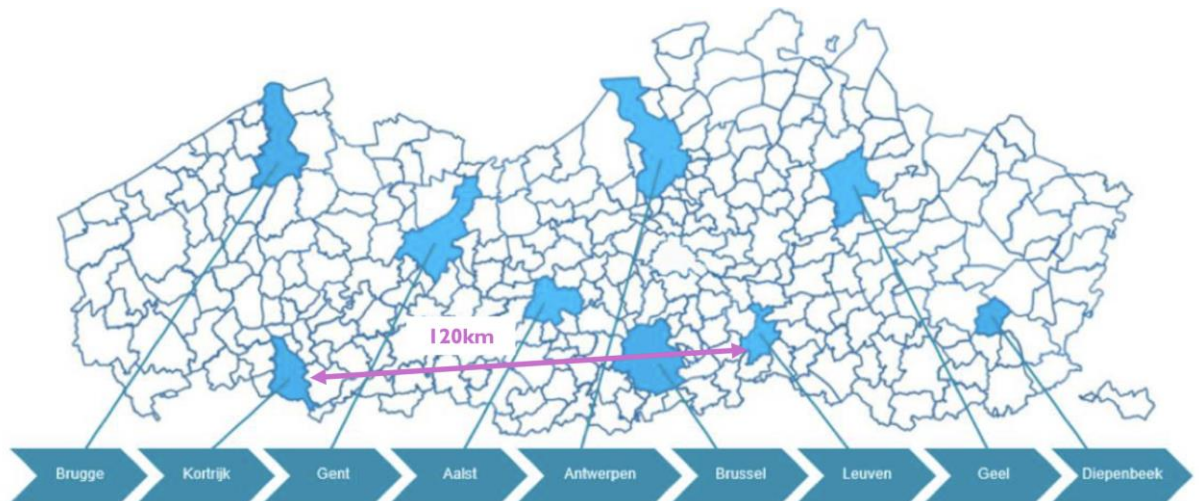 120km
Brugge
Kortrijk
Gent
Aalst
Antwerpen
Brussel
Leuven
Geel
Diepenbeek